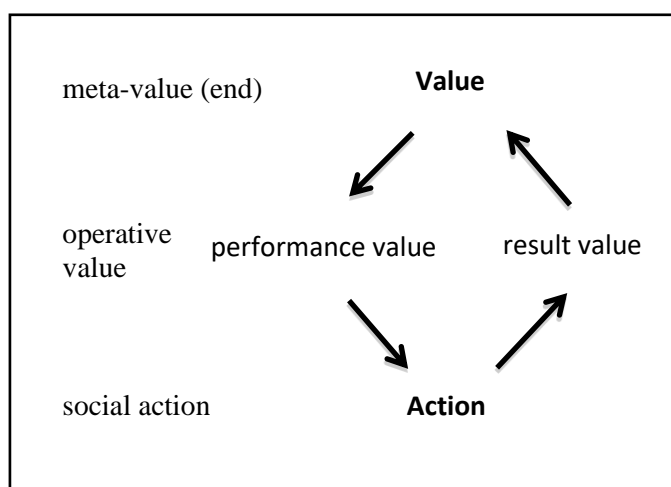 meta-value (end)
Value
operative
value
performance value
result value
social action
Action